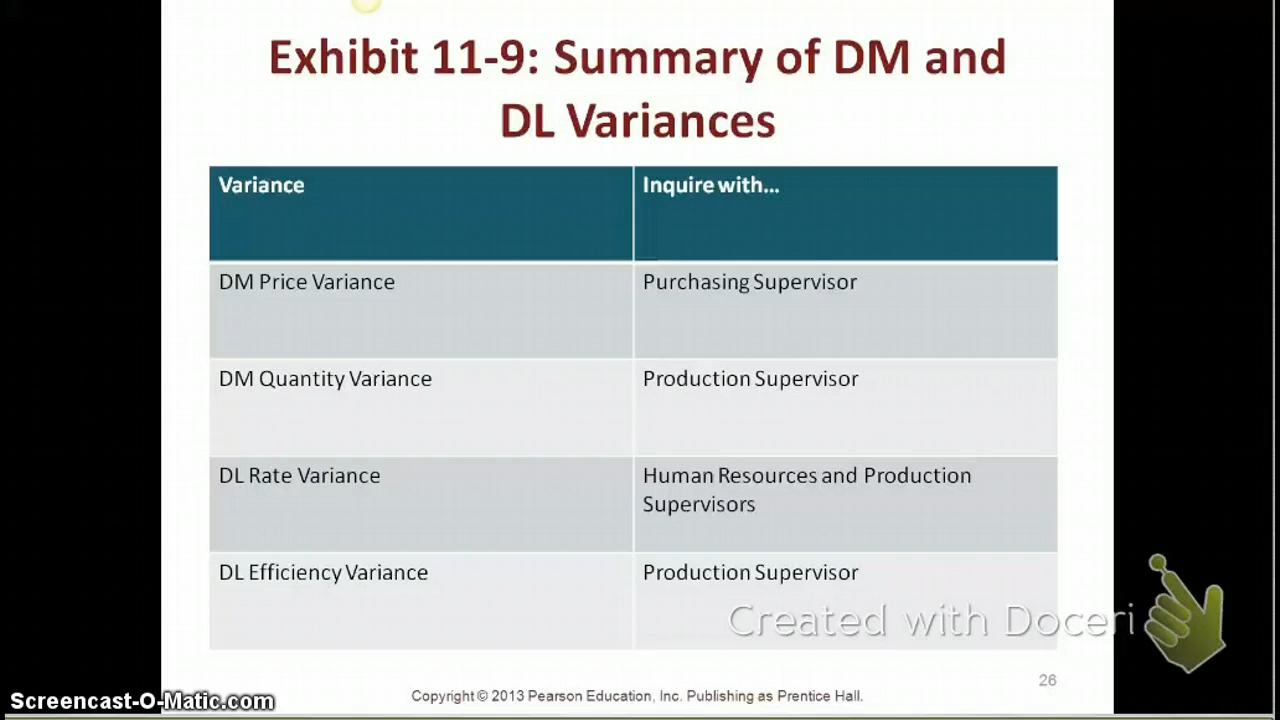 Exhibit 11-9: Summary of DM and
DL Variances
Variance
Inquire with...
DM Price Variance
Purchasing Supervisor
DM Quantity Variance
Production Supervisor
DL Rate Variance
Human Resources and Production
Supervisors
DL Efficiency Variance
Production Supervisor
Created with Doceri
26
Copyright © 2013 Pearson Education, Inc. Publishing as Prentice Hall.
Screencast-O-Matic.com